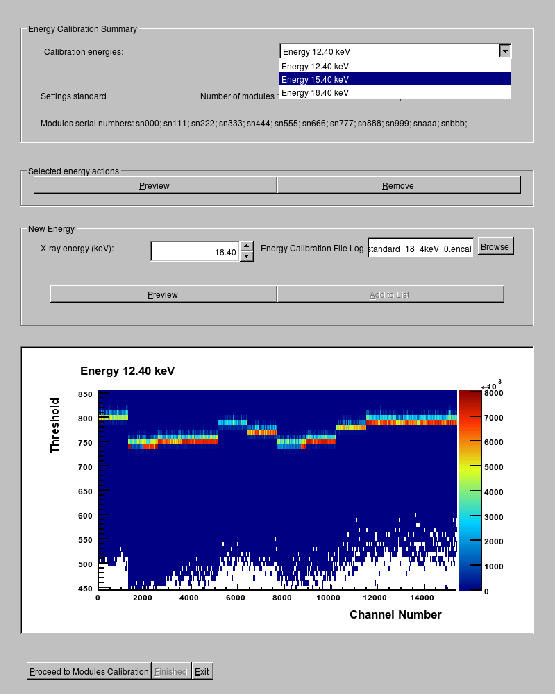 Energy Calibration Summary
Calibration energies: Energy 12.40 keV
Energy 12.40 keV
Energy 15.40 keV
Energy 18.40 keV
Settings standard Number of modules
Modules serial numbers: sn000; sn111; sn222; sn333; sn444; sn555; sn666; sn777; sn888; sn999; snaaa; snbbb;
Selected energy actions
Preview Remove
New Energy
X-ray energy (keV): 18.40 Energy Calibration File Log standard_18_4keV_0.encal Browse
Preview Add to List
Energy 12.40 keV
Threshold
850
800
750
700
650
600
550
500
450
0 2000 4000 6000 8000 10000 12000 14000
Channel Number
8000
7000
6000
5000
4000
3000
2000
1000
0
Proceed to Modules Calibration Finished Exit